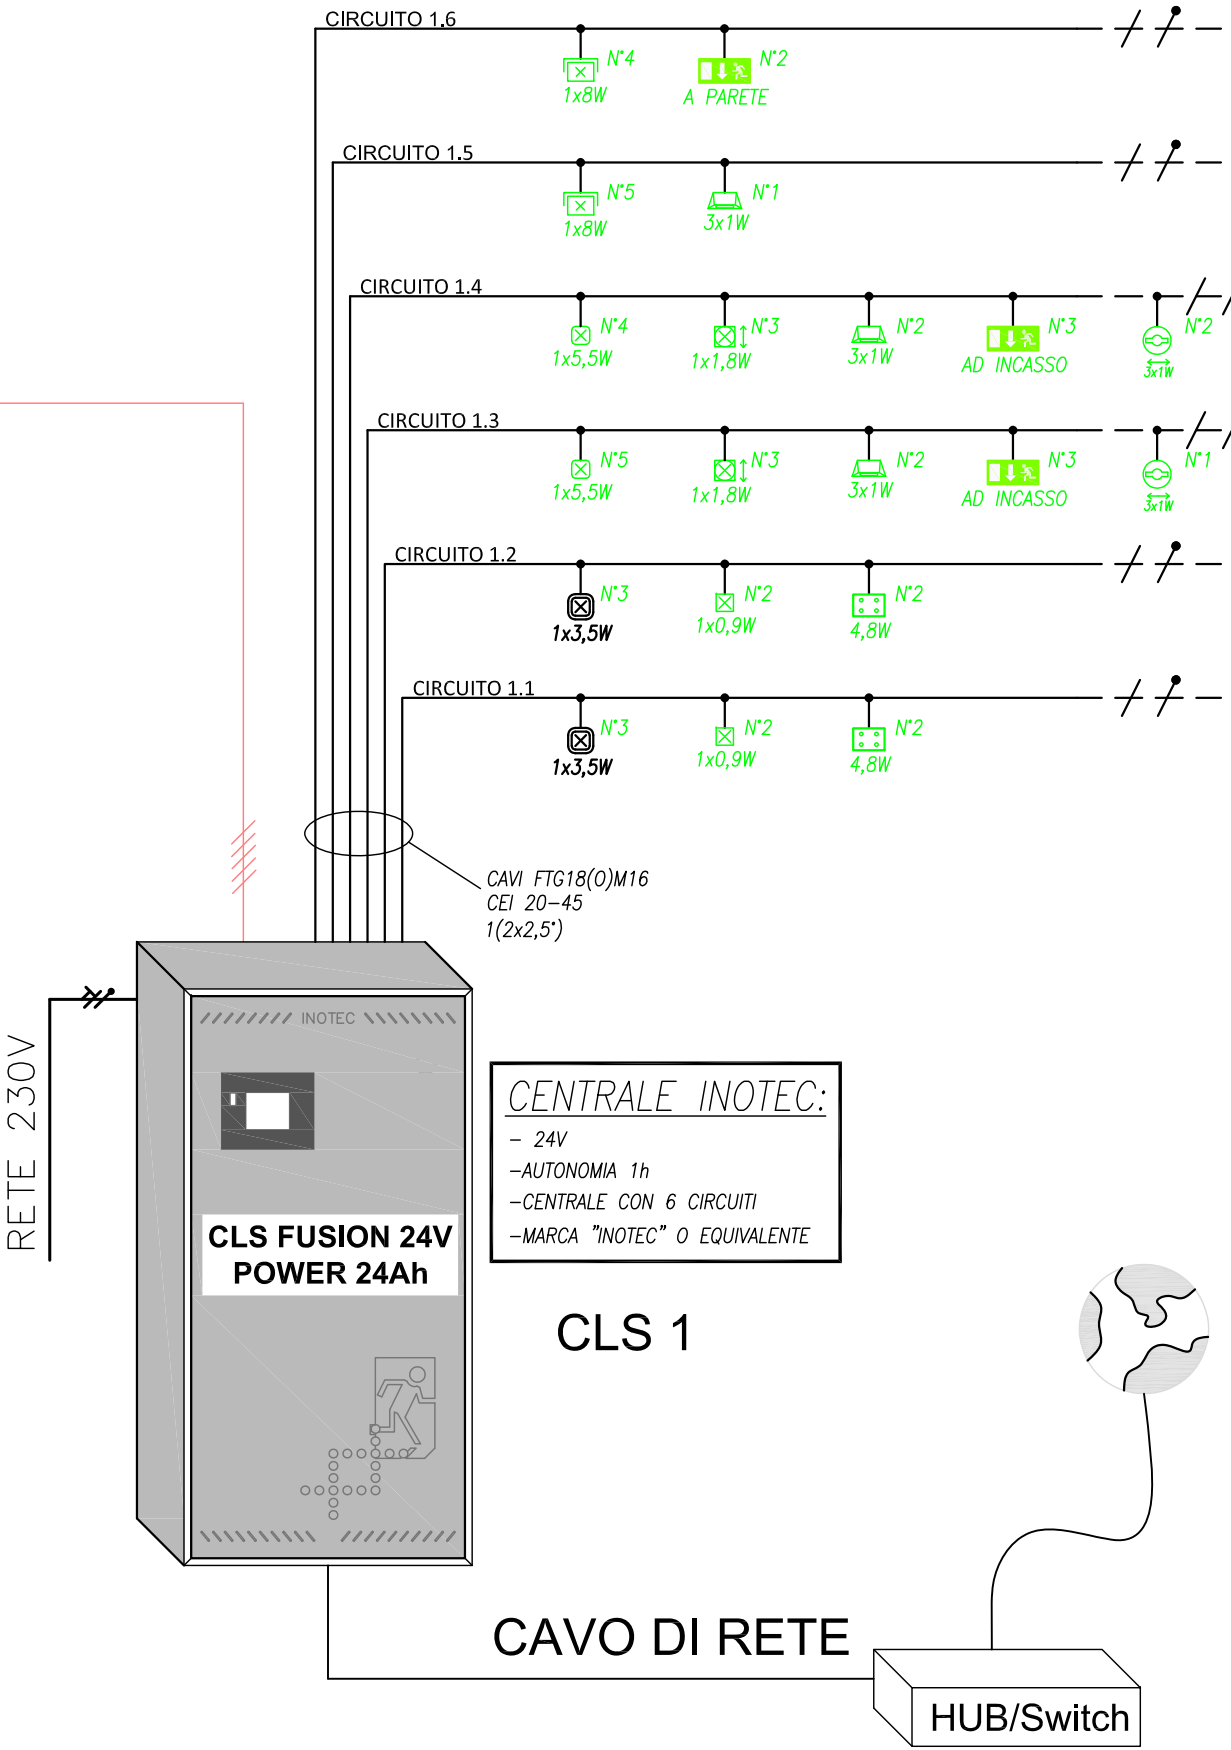 CIRCUITO 1.6
N°4
N°2
1x8W
A PARETE
CIRCUITO 1.5
N°5
N°1
1x8W
3x1W
CIRCUITO 1.4
N°4
N°3
N°2
N°3
N°2
1x5,5W
1x1,8W
3x1W
AD INCASSO
3x1W
CIRCUITO 1.3
N°5
N°3
N°2
N°3
N°1
1x5,5W
1x1,8W
3x1W
AD INCASSO
3x1W
CIRCUITO 1.2
N°3
N°2
N°2
1x3,5W
1x0,9W
4,8W
CIRCUITO 1.1
N°3
N°2
N°2
1x3,5W
1x0,9W
4,8W
CAVI FTG18(O)M16
CEI 20-45
1(2x2,5°)
RETE 230V
INOTEC
CENTRALE INOTEC:
- 24V
-AUTONOMIA 1h
-CENTRALE CON 6 CIRCUITI
-MARCA "INOTEC" O EQUIVALENTE
CLS FUSION 24V
POWER 24Ah
CLS 1
CAVO DI RETE
HUB/Switch